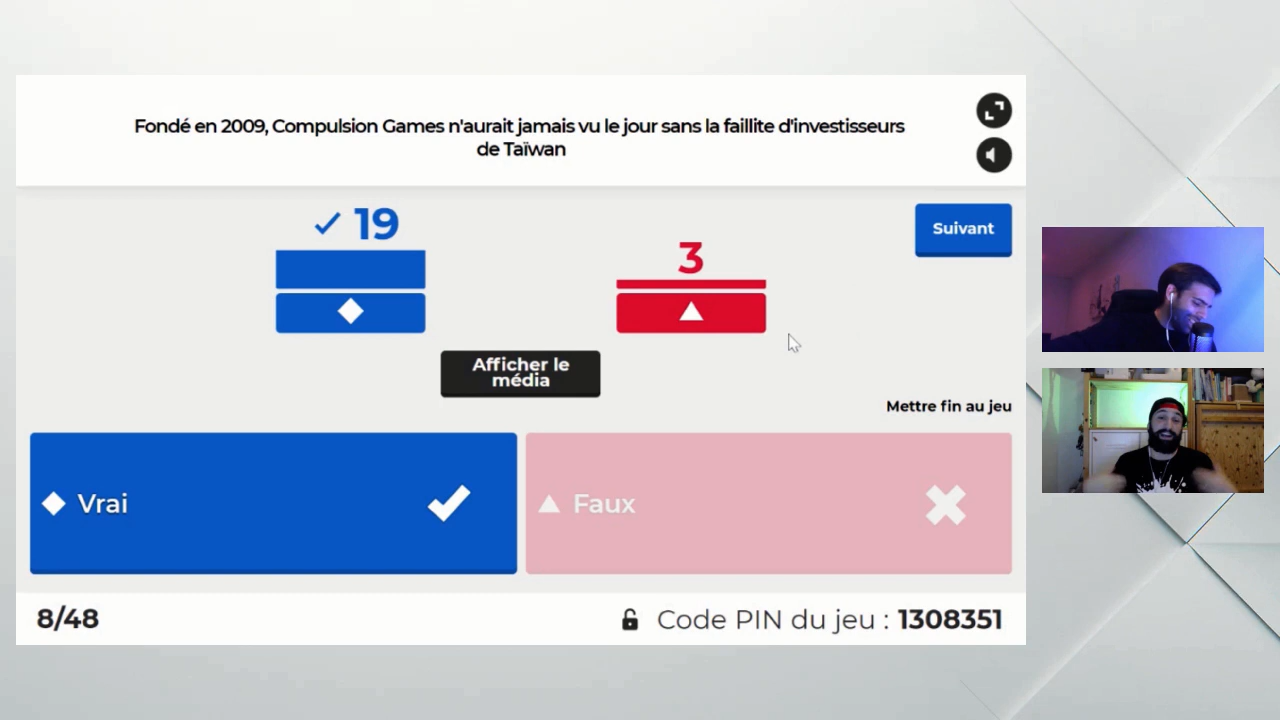 Fondé en 2009, Compulsion Games n'aurait jamais vu le jour sans la faillite d'investisseurs
de Taïwan
19
3
Suivant
Afficher le
média
Mettre fin au jeu
Vrai
Faux
8/48
Code PIN du jeu : 1308351